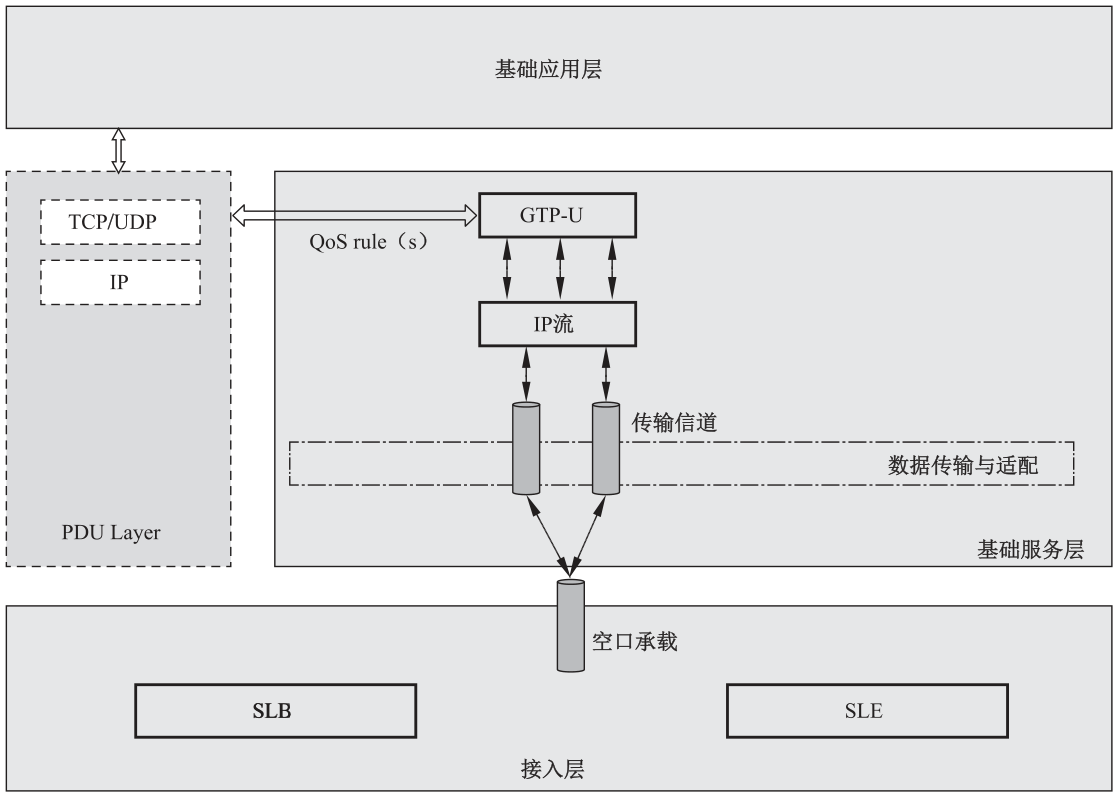 基础应用层
TCP/UDP
IP
PDU Layer
QoS rule（s）
GTP-U
IP流
传输信道
数据传输与适配
基础服务层
空口承载
SLB
SLE
接入层